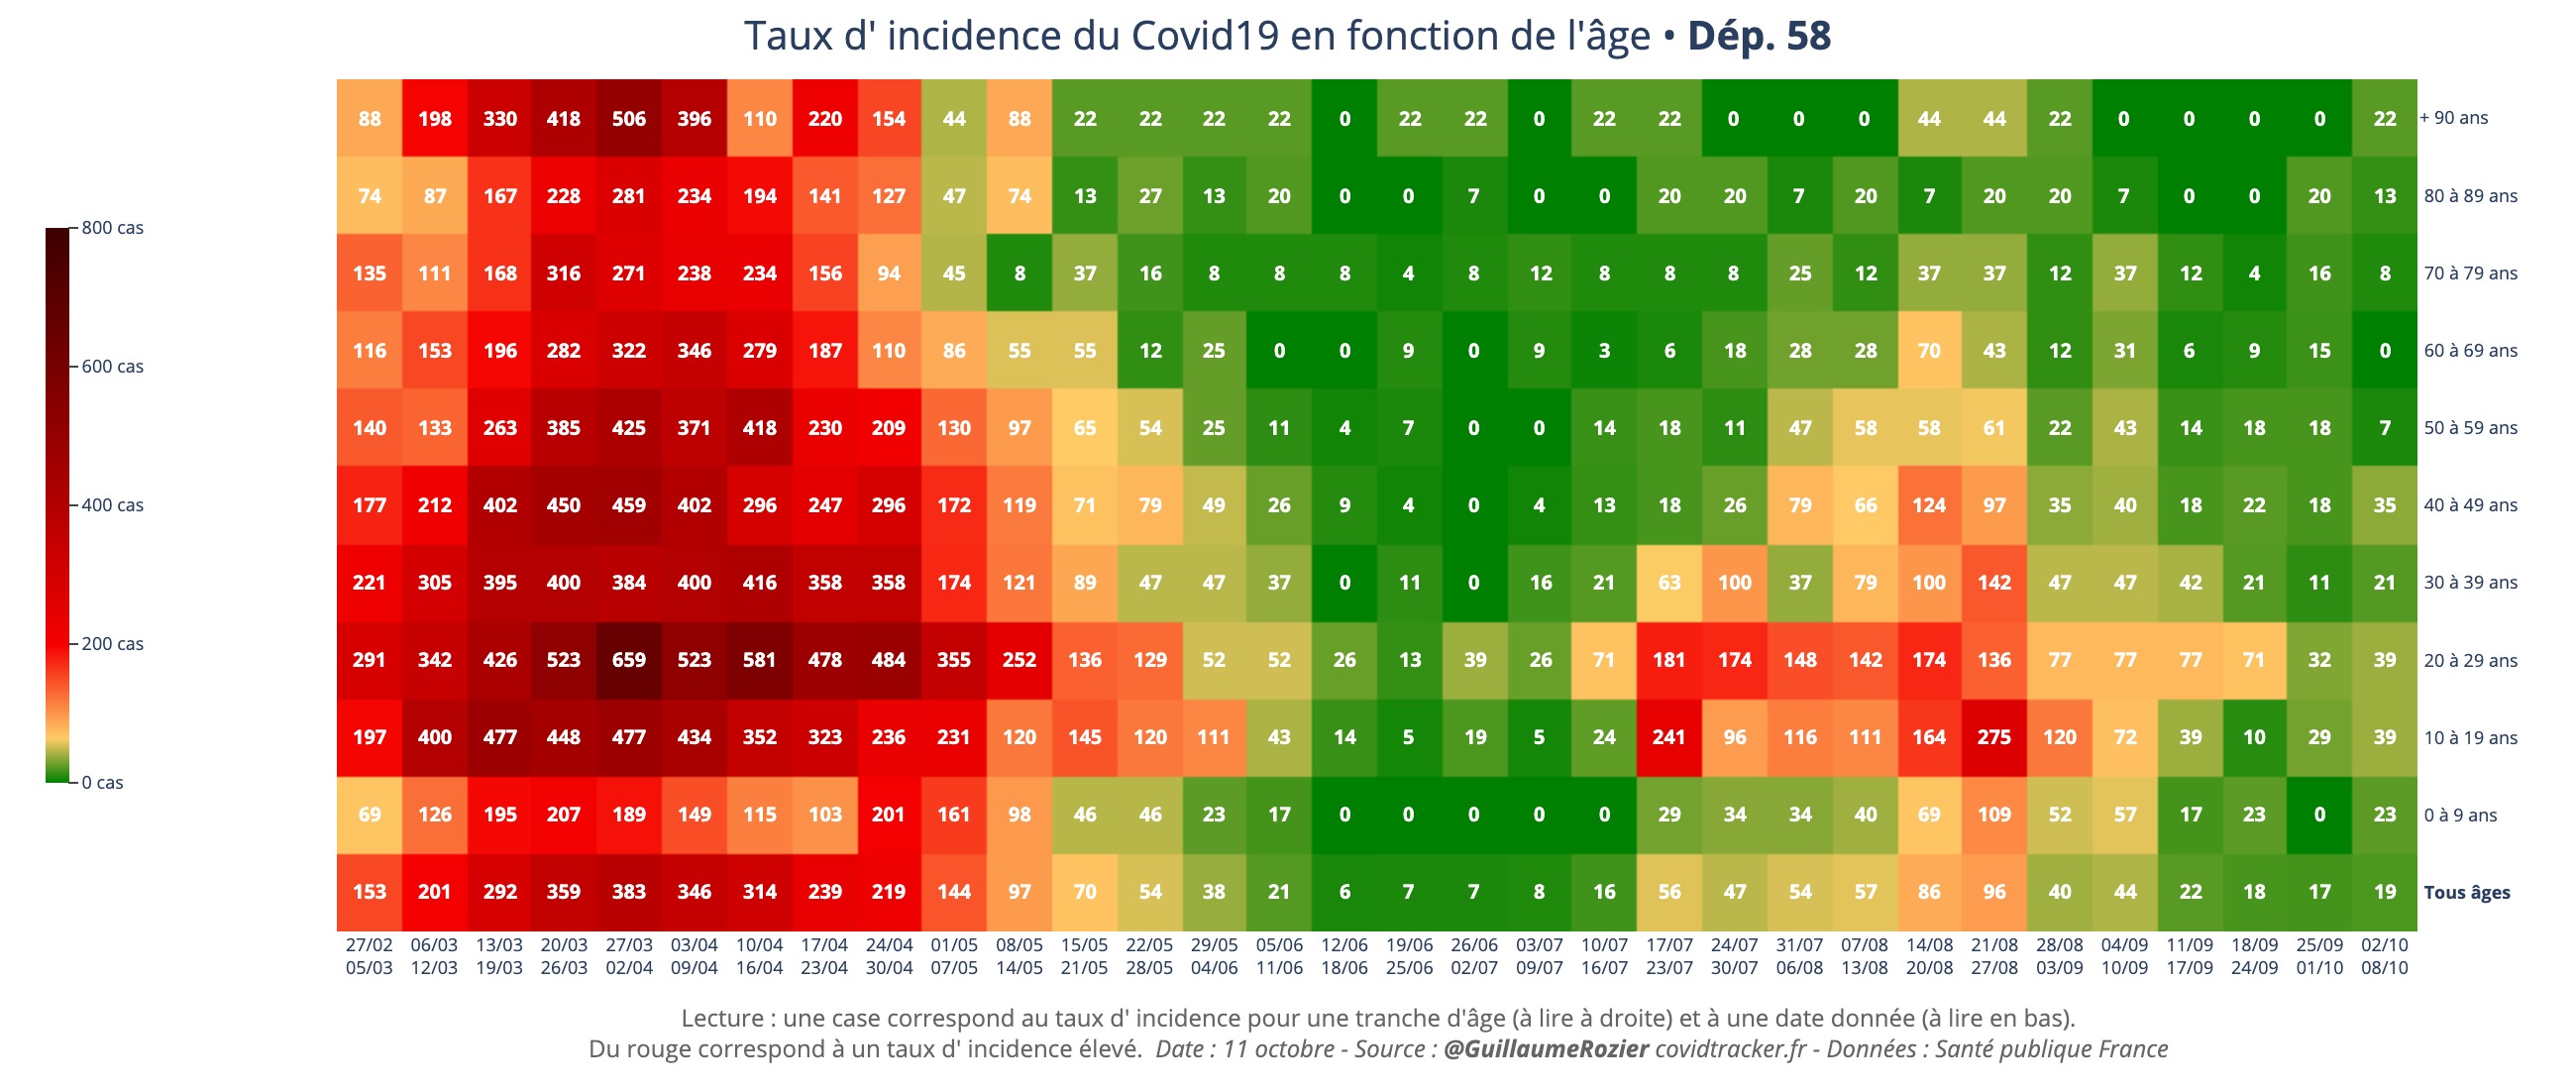 Taux d' incidence du Covid19 en fonction de l'âge • Dép. 58
88 198 330 418 506 396 110 220 154 44 88 22 22 22 22 0 22 22 0 22 22 0 0 0 44 44 22 0 0 0 0 22 + 90 ans
74 87 167 228 281 234 194 141 127 47 74 13 27 13 20 0 0 7 0 0 20 20 7 20 7 20 20 7 0 0 20 13 80 à 89 ans
800 cas
135 111 168 316 271 238 234 156 94 45 8 37 16 8 8 8 4 8 12 8 8 8 25 12 37 37 12 37 12 4 16 8 70 à 79 ans
116 153 196 282 322 346 279 187 110 86 55 55 12 25 0 0 9 0 9 3 6 18 28 28 70 43 12 31 6 9 15 0 60 à 69 ans
600 cas
140 133 263 385 425 371 418 230 209 130 97 65 54 25 11 4 7 0 0 14 18 11 47 58 58 61 22 43 14 18 18 7 50 à 59 ans
400 cas
177 212 402 450 459 402 296 247 296 172 119 71 79 49 26 9 4 0 4 13 18 26 79 66 124 97 35 40 18 22 18 35 40 à 49 ans
221 305 395 400 384 400 416 358 358 174 121 89 47 47 37 0 11 0 16 21 63 100 37 79 100 142 47 47 42 21 11 21 30 à 39 ans
200 cas
291 342 426 523 659 523 581 478 484 355 252 136 129 52 52 26 13 39 26 71 181 174 148 142 174 136 77 77 77 71 32 39 20 à 29 ans
197 400 477 448 477 434 352 323 236 231 120 145 120 111 43 14 5 19 5 24 241 96 116 111 164 275 120 72 39 10 29 39 10 à 19 ans
0 cas
69 126 195 207 189 149 115 103 201 161 98 46 46 23 17 0 0 0 0 0 29 34 34 40 69 109 52 57 17 23 0 23 0 à 9 ans
153 201 292 359 383 346 314 239 219 144 97 70 54 38 21 6 7 7 8 16 56 47 54 57 86 96 40 44 22 18 17 19 Tous âges
27/02 06/03 13/03 20/03 27/03 03/04 10/04 17/04 24/04 01/05 08/05 15/05 22/05 29/05 05/06 12/06 19/06 26/06 03/07 10/07 17/07 24/07 31/07 07/08 14/08 21/08 28/08 04/09 11/09 18/09 25/09 02/10
05/03 12/03 19/03 26/03 02/04 09/04 16/04 23/04 30/04 07/05 14/05 21/05 28/05 04/06 11/06 18/06 25/06 02/07 09/07 16/07 23/07 30/07 06/08 13/08 20/08 27/08 03/09 10/09 17/09 24/09 01/10 08/10
Lecture : une case correspond au taux d' incidence pour une tranche d'âge (à lire à droite) et à une date donnée (à lire en bas).
Du rouge correspond à un taux d' incidence élevé. Date : 11 octobre - Source : @GuillaumeRozier covidtracker.fr - Données : Santé publique France